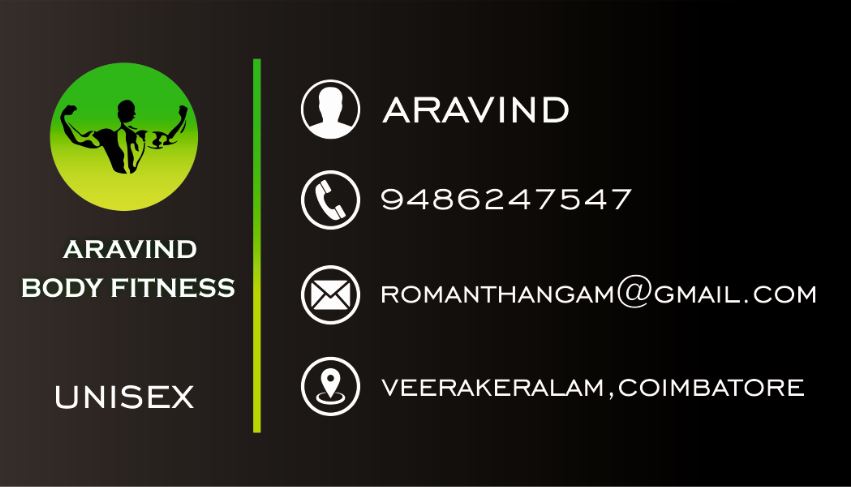 ARAVIND
BODY FITNESS
UNISEX
ARAVIND
9486247547
ROMANTHANGAM@GMAIL.COM
VEERAKERALAM,COIMBATORE